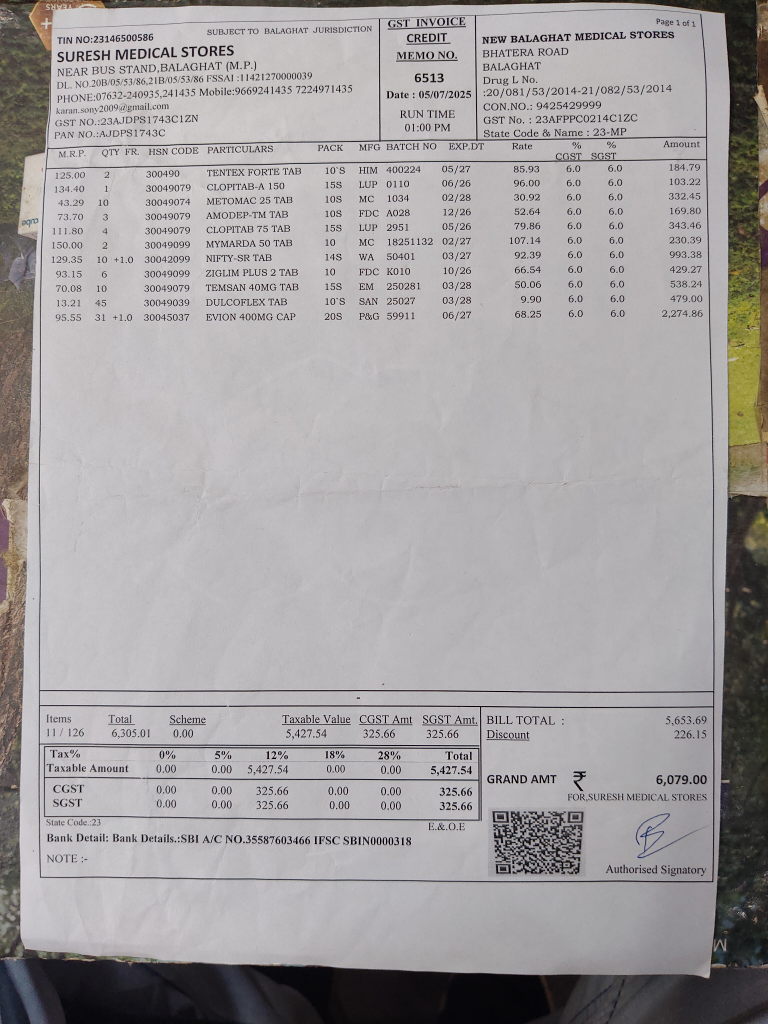 TIN NO:23146500586
SUBJECT TO BALAGHAT JURISDICTION
SURESH MEDICAL STORES
NEAR BUS STAND,BALAGHAT (M.P.)
DL. NO.20B/05/53/86,21B/05/53/86 FSSAI :11421270000039
PHONE:07632-240935,241435 Mobile:9669241435 7224971435
karan.sony2009@gmail.com
GST NO.:23AJDPS1743C1ZN
PAN NO.:AJDPS1743C
GST INVOICE
CREDIT
MEMO NO.
6513
Date : 05/07/2025
RUN TIME
01:00 PM
Page 1 of 1
NEW BALAGHAT MEDICAL STORES
BHATERA ROAD
BALAGHAT
Drug L No.
:20/081/53/2014-21/082/53/2014
CON.NO.: 9425429999
GST No. : 23AFPPC0214C1ZC
State Code & Name : 23-MP
M.R.P. QTY FR. HSN CODE PARTICULARS PACK MFG BATCH NO EXP.DT Rate % CGST % SGST Amount
125.00 2 300490 TENTEX FORTE TAB 10`S HIM 400224 05/27 85.93 6.0 6.0 184.79
134.40 1 30049079 CLOPITAB-A 150 15S LUP 0110 06/26 96.00 6.0 6.0 103.22
43.29 10 30049074 METOMAC 25 TAB 10S MC 1034 02/28 30.92 6.0 6.0 332.45
73.70 3 30049079 AMODEP-TM TAB 10S FDC A028 12/26 52.64 6.0 6.0 169.80
111.80 4 30049079 CLOPITAB 75 TAB 15S LUP 2951 05/26 79.86 6.0 6.0 343.46
150.00 2 30049099 MYMARDA 50 TAB 10 MC 18251132 02/27 107.14 6.0 6.0 230.39
129.35 10 +1.0 30042099 NIFTY-SR TAB 14S WA 50401 03/27 92.39 6.0 6.0 993.38
93.15 6 30049099 ZIGLIM PLUS 2 TAB 10 FDC K010 10/26 66.54 6.0 6.0 429.27
70.08 10 30049079 TEMSAN 40MG TAB 15S EM 250281 03/28 50.06 6.0 6.0 538.24
13.21 45 30049039 DULCOFLEX TAB 10`S SAN 25027 03/28 9.90 6.0 6.0 479.00
95.55 31 +1.0 30045037 EVION 400MG CAP 20S P&G 59911 06/27 68.25 6.0 6.0 2,274.86
-
Items Total Scheme Taxable Value CGST Amt SGST Amt.
11 / 126 6,305.01 0.00 5,427.54 325.66 325.66
Tax% 0% 5% 12% 18% 28% Total
Taxable Amount 0.00 0.00 5,427.54 0.00 0.00 5,427.54
CGST 0.00 0.00 325.66 0.00 0.00 325.66
SGST 0.00 0.00 325.66 0.00 0.00 325.66
State Code.:23
E.&.O.E
Bank Detail: Bank Details.:SBI A/C NO.35587603466 IFSC SBIN0000318
NOTE :-
BILL TOTAL : 5,653.69
Discount 226.15
GRAND AMT ₹ 6,079.00
FOR,SURESH MEDICAL STORES
Authorised Signatory